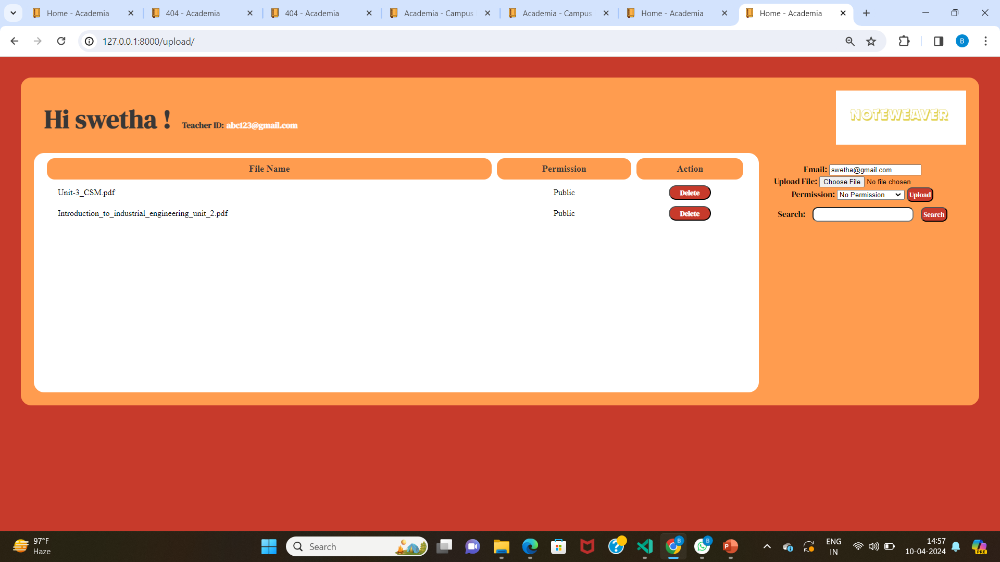 Home - Academia
404 - Academia
404 - Academia
Academia - Campus
Academia - Campus
Home - Academia
Home - Academia
127.0.0.1:8000/upload/
B
Hi swetha !
Teacher ID: abc123@gmail.com
NOTEWEAVER
File Name
Permission
Action
Unit-3_CSM.pdf
Public
Delete
Introduction_to_industrial_engineering_unit_2.pdf
Public
Delete
Email: swetha@gmail.com
Upload File: Choose File No file chosen
Permission: No Permission Upload
Search: Search
97°F
Haze
Search
B
B
P
ENG
IN
14:57
10-04-2024
PRE